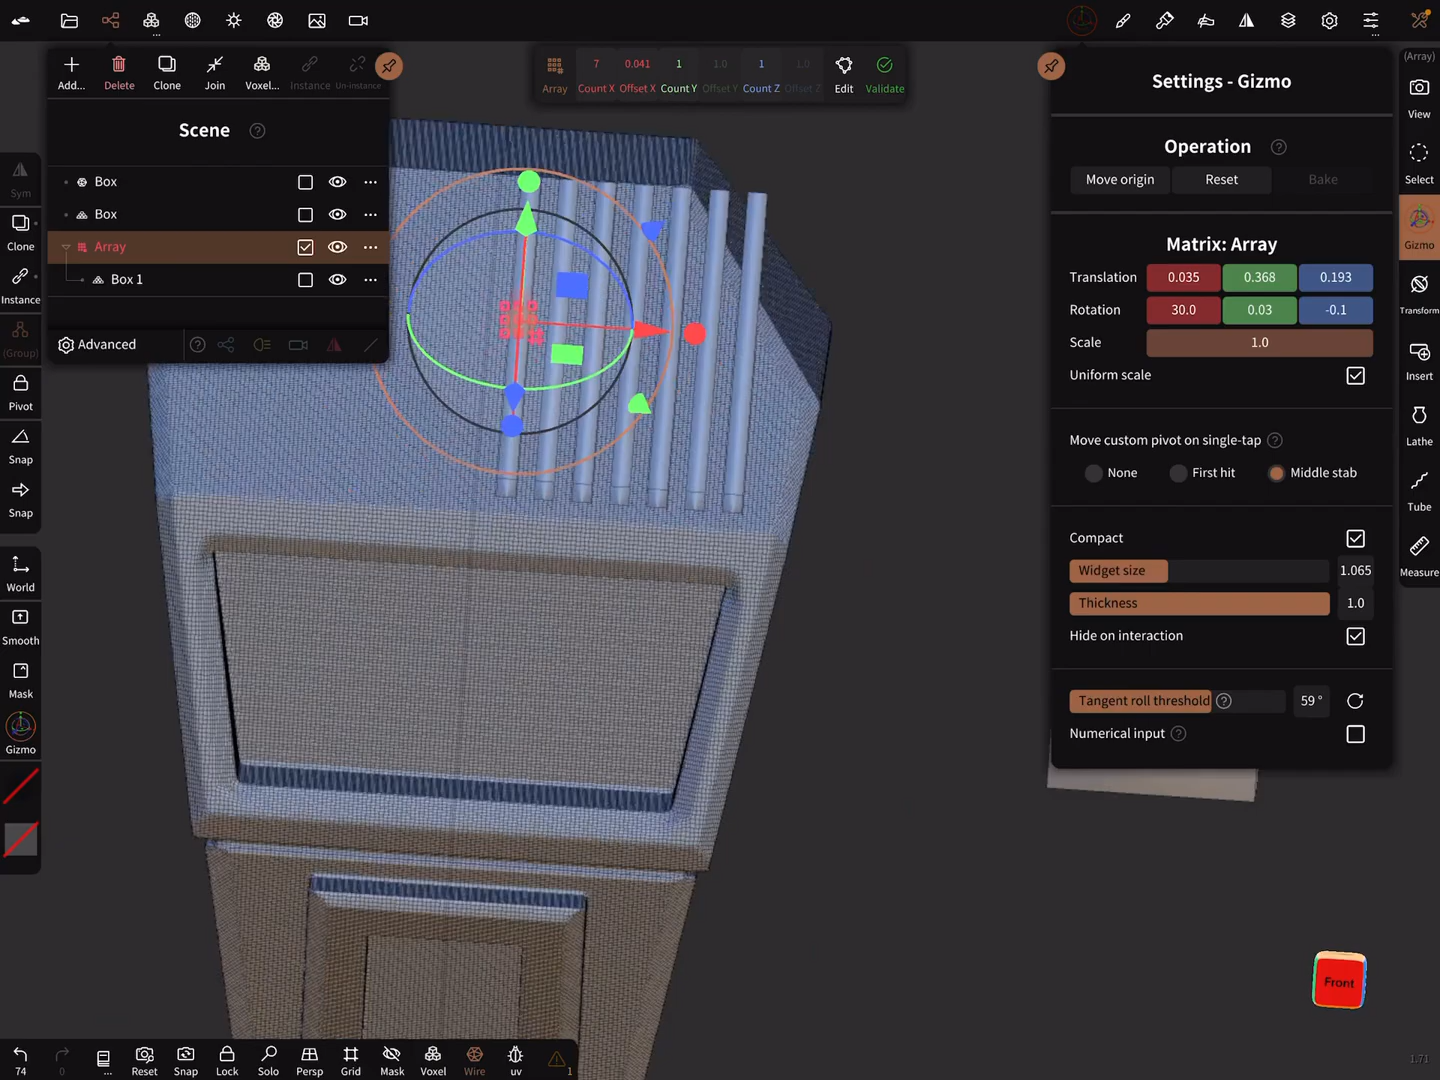 Add...
Delete
Clone
Join
Voxel...
Instance
Un-instance
Scene
Box
Box
Array
Box 1
Advanced
Array
7
Count X
0.041
Offset X
1
Count Y
1.0
Offset Y
1
Count Z
1.0
Offset Z
Edit
Validate
Settings - Gizmo
Operation
Move origin
Reset
Bake
Matrix: Array
Translation
0.035
0.368
0.193
Rotation
30.0
0.03
-0.1
Scale
1.0
Uniform scale
Move custom pivot on single-tap
None
First hit
Middle stab
Compact
Widget size
1.065
Thickness
1.0
Hide on interaction
Tangent roll threshold
59 °
Numerical input
(Array)
View
Select
Gizmo
Transform
Insert
Lathe
Tube
Measure
Sym
Clone
Instance
(Group)
Pivot
Snap
Snap
World
Smooth
Mask
Gizmo
Front
74
0
...
Reset
Snap
Lock
Solo
Persp
Grid
Mask
Voxel
Wire
uv
1
1.71